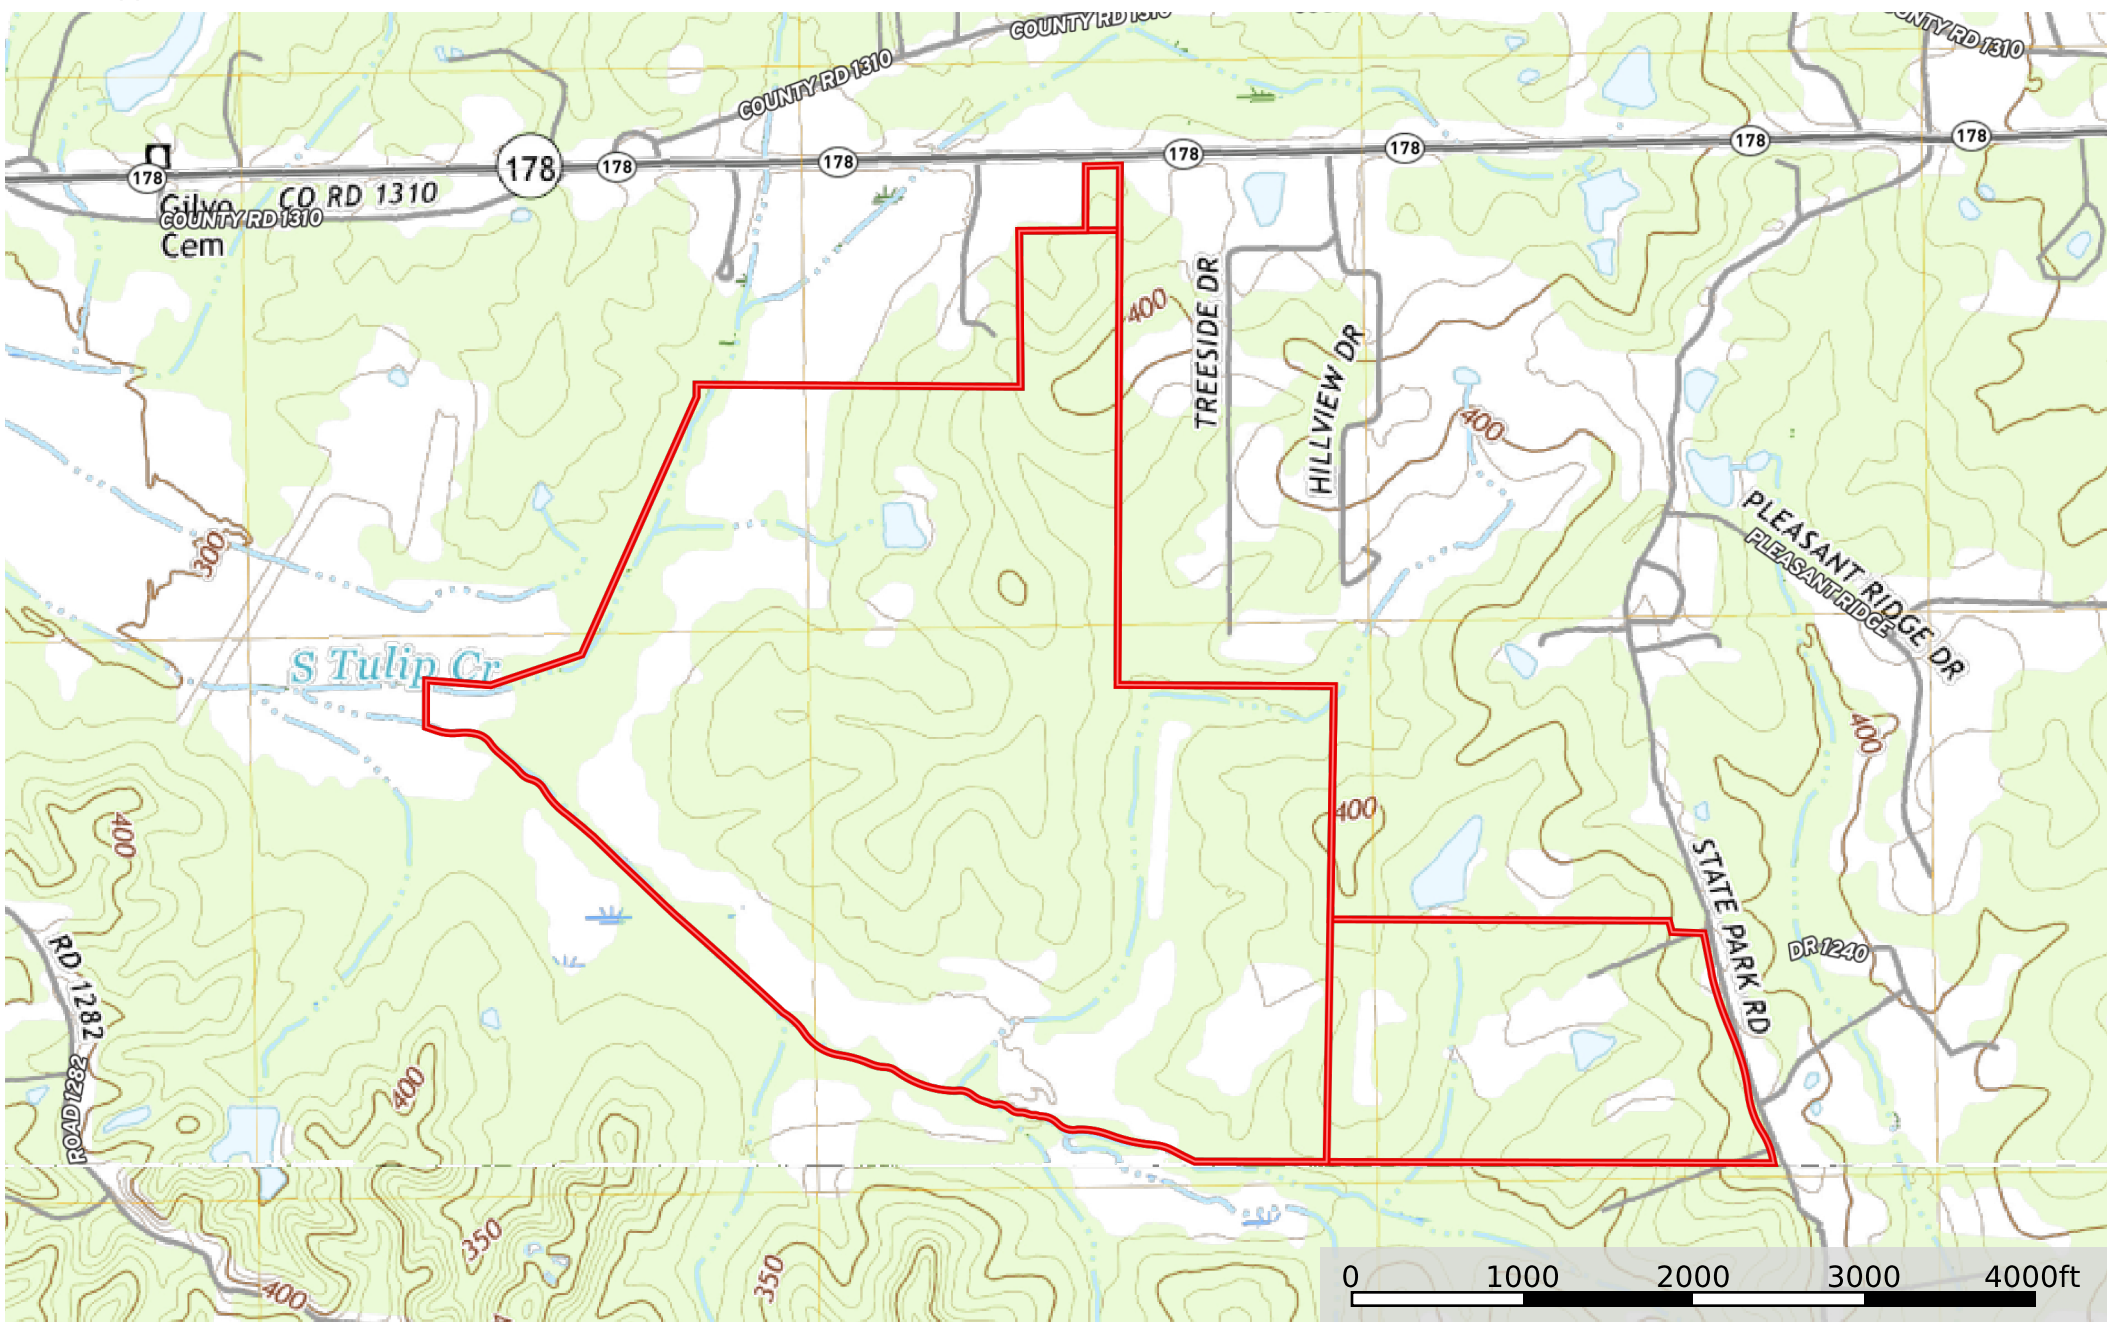 COUNTY RD 1310
COUNTY RD 1310
COUNTY RD 1310
178
178
178
178
178
178
178
178
Gilvo
Cem
CO RD 1310
COUNTY RD 1310
400
TREESIDE DR
HILLVIEW DR
400
PLEASANT RIDGE DR
PLEASANT RIDGE
300
S Tulip Cr
400
400
400
STATE PARK RD
DR 1240
RD 1282
ROAD 1282
400
350
350
400
0 1000 2000 3000 4000ft